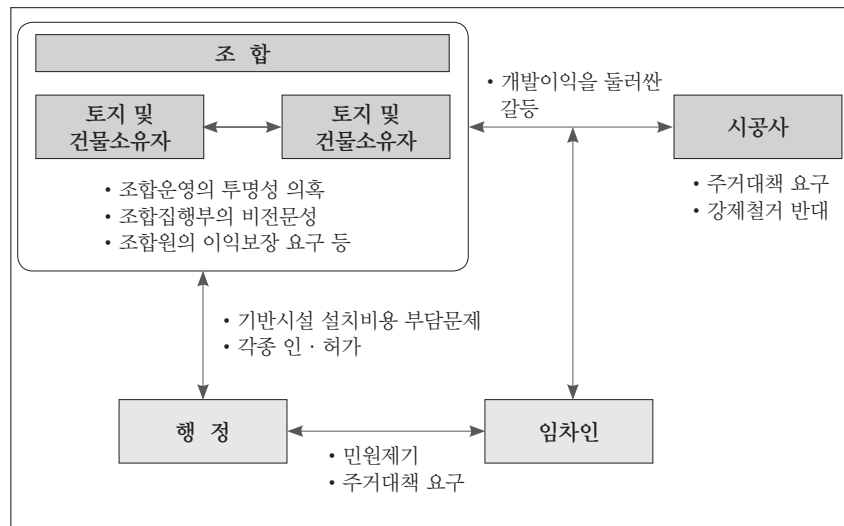 조 합
토지 및
건물소유자
토지 및
건물소유자
• 조합운영의 투명성 의혹
• 조합집행부의 비전문성
• 조합원의 이익보장 요구 등
• 개발이익을 둘러싼
갈등
시공사
• 주거대책 요구
• 강제철거 반대
• 기반시설 설치비용 부담문제
• 각종 인 · 허가
행 정
임차인
• 민원제기
• 주거대책 요구